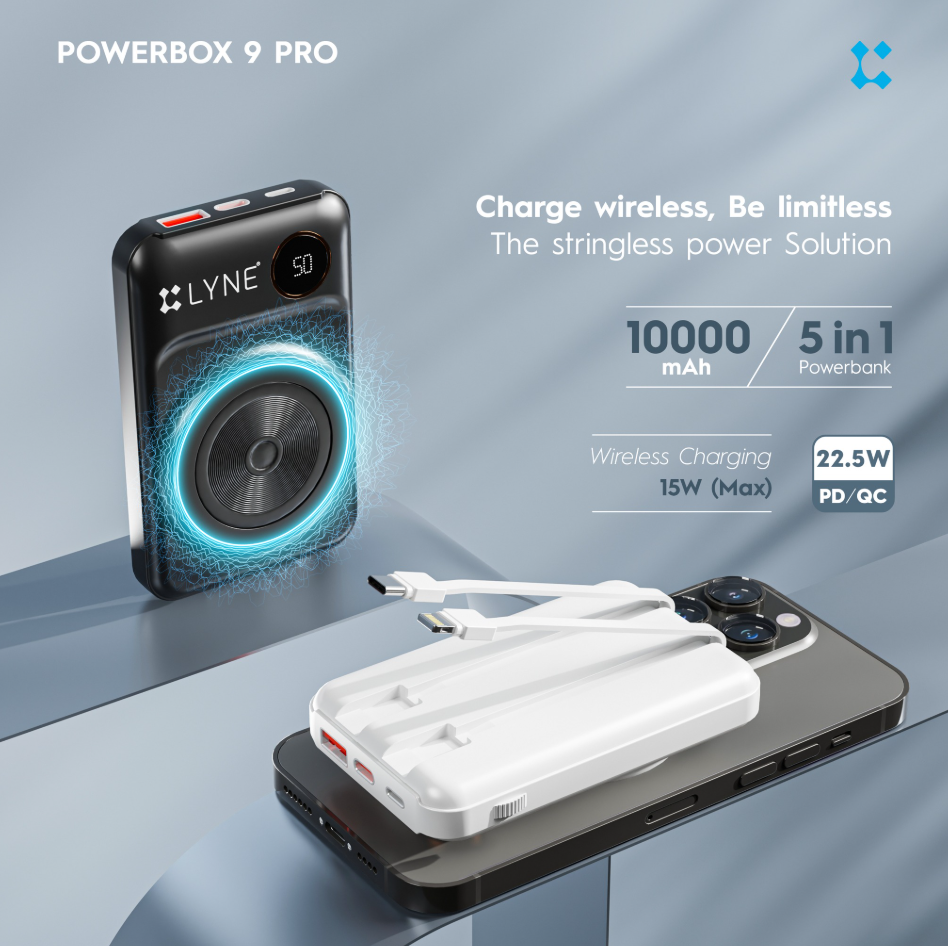 POWERBOX 9 PRO
Charge wireless, Be limitless
The stringless power Solution
10000
mAh
5 in 1
Powerbank
Wireless Charging
15W (Max)
22.5W
PD/QC
LYNE
50